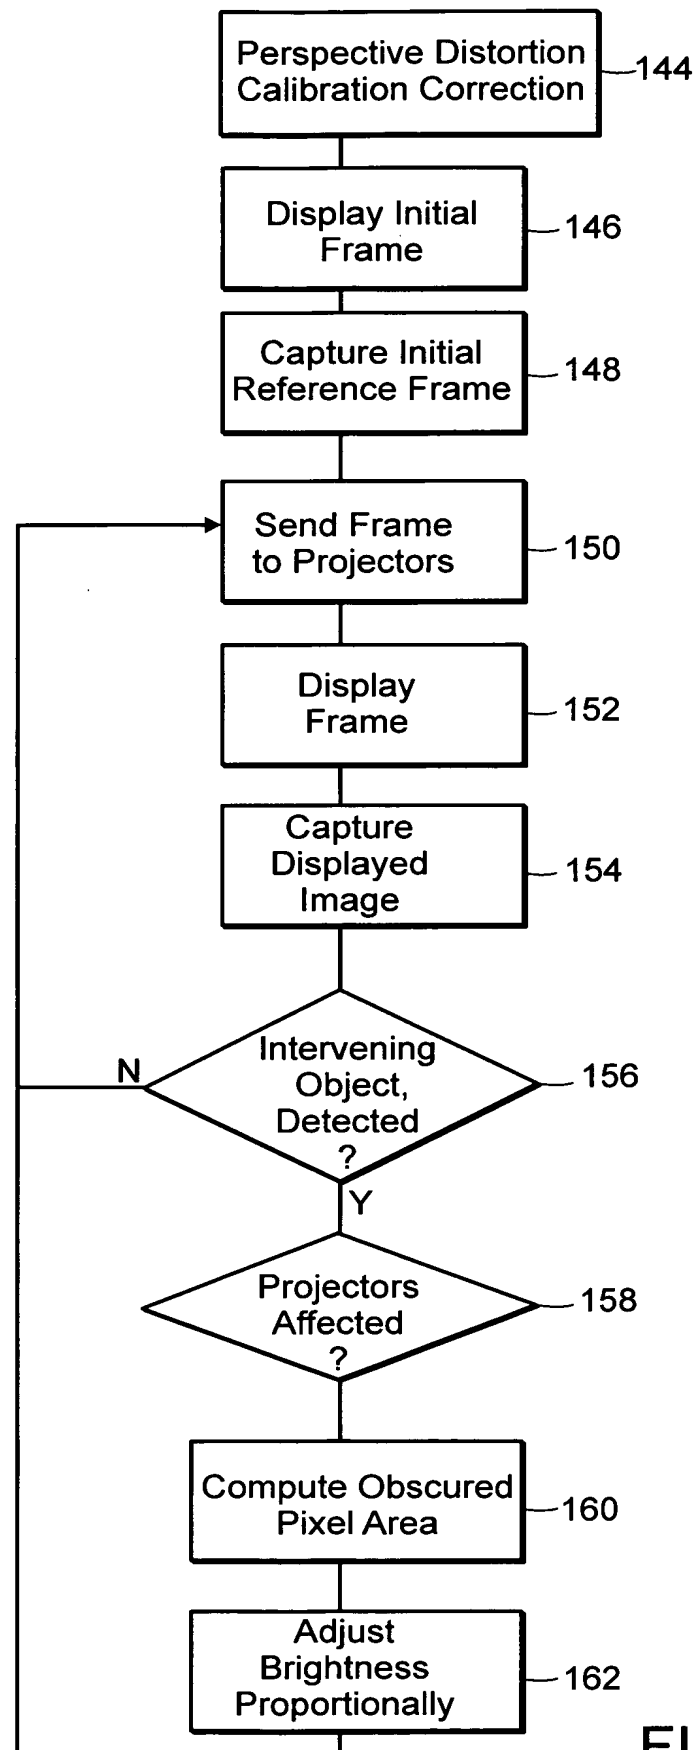 Perspective Distortion
Calibration Correction
144
Display Initial
Frame
146
Capture Initial
Reference Frame
148
Send Frame
to Projectors
150
Display
Frame
152
Capture
Displayed
Image
154
N
Intervening
Object,
Detected
?
156
Y
Projectors
Affected
?
158
Compute Obscured
Pixel Area
160
Adjust
Brightness
Proportionally
162